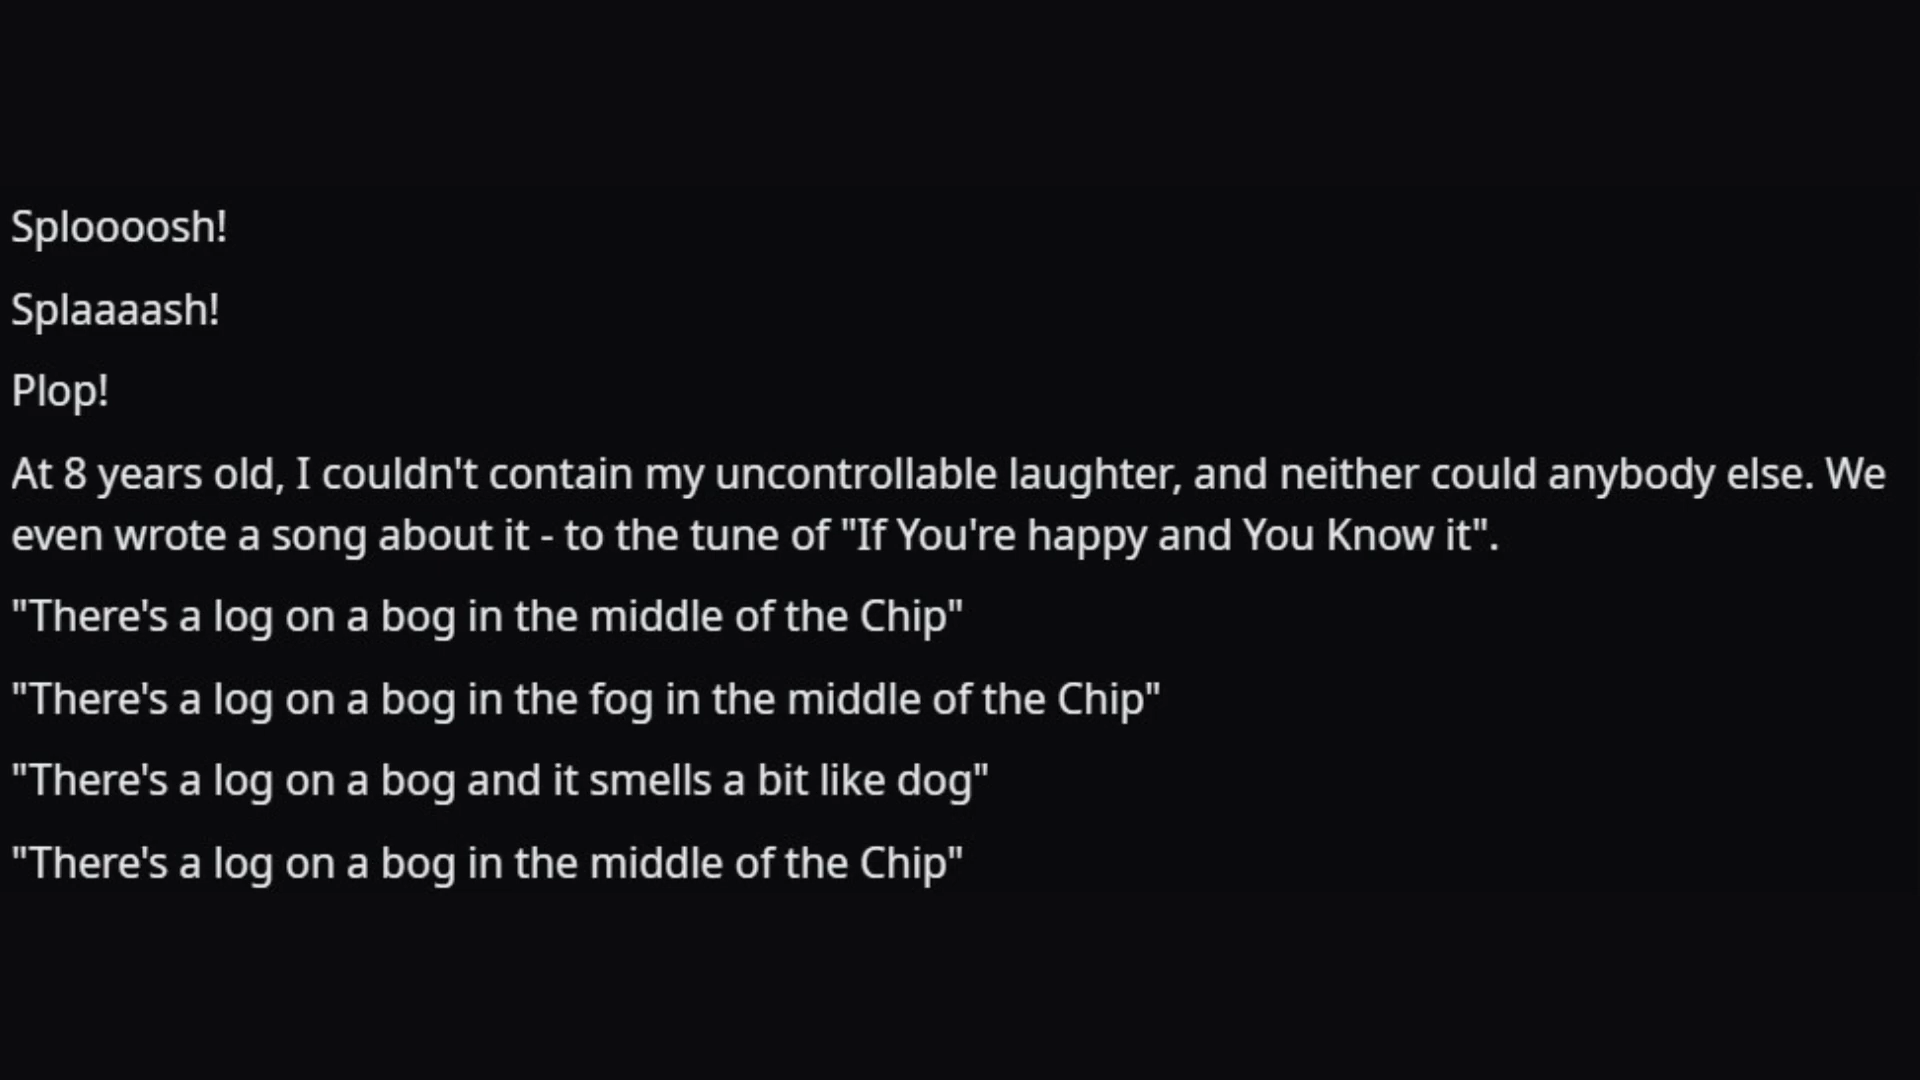 Sploooosh!
Splaaaash!
Plop!
At 8 years old, I couldn't contain my uncontrollable laughter, and neither could anybody else. We
even wrote a song about it - to the tune of "If You're happy and You Know it".
"There's a log on a bog in the middle of the Chip"
"There's a log on a bog in the fog in the middle of the Chip"
"There's a log on a bog and it smells a bit like dog"
"There's a log on a bog in the middle of the Chip"